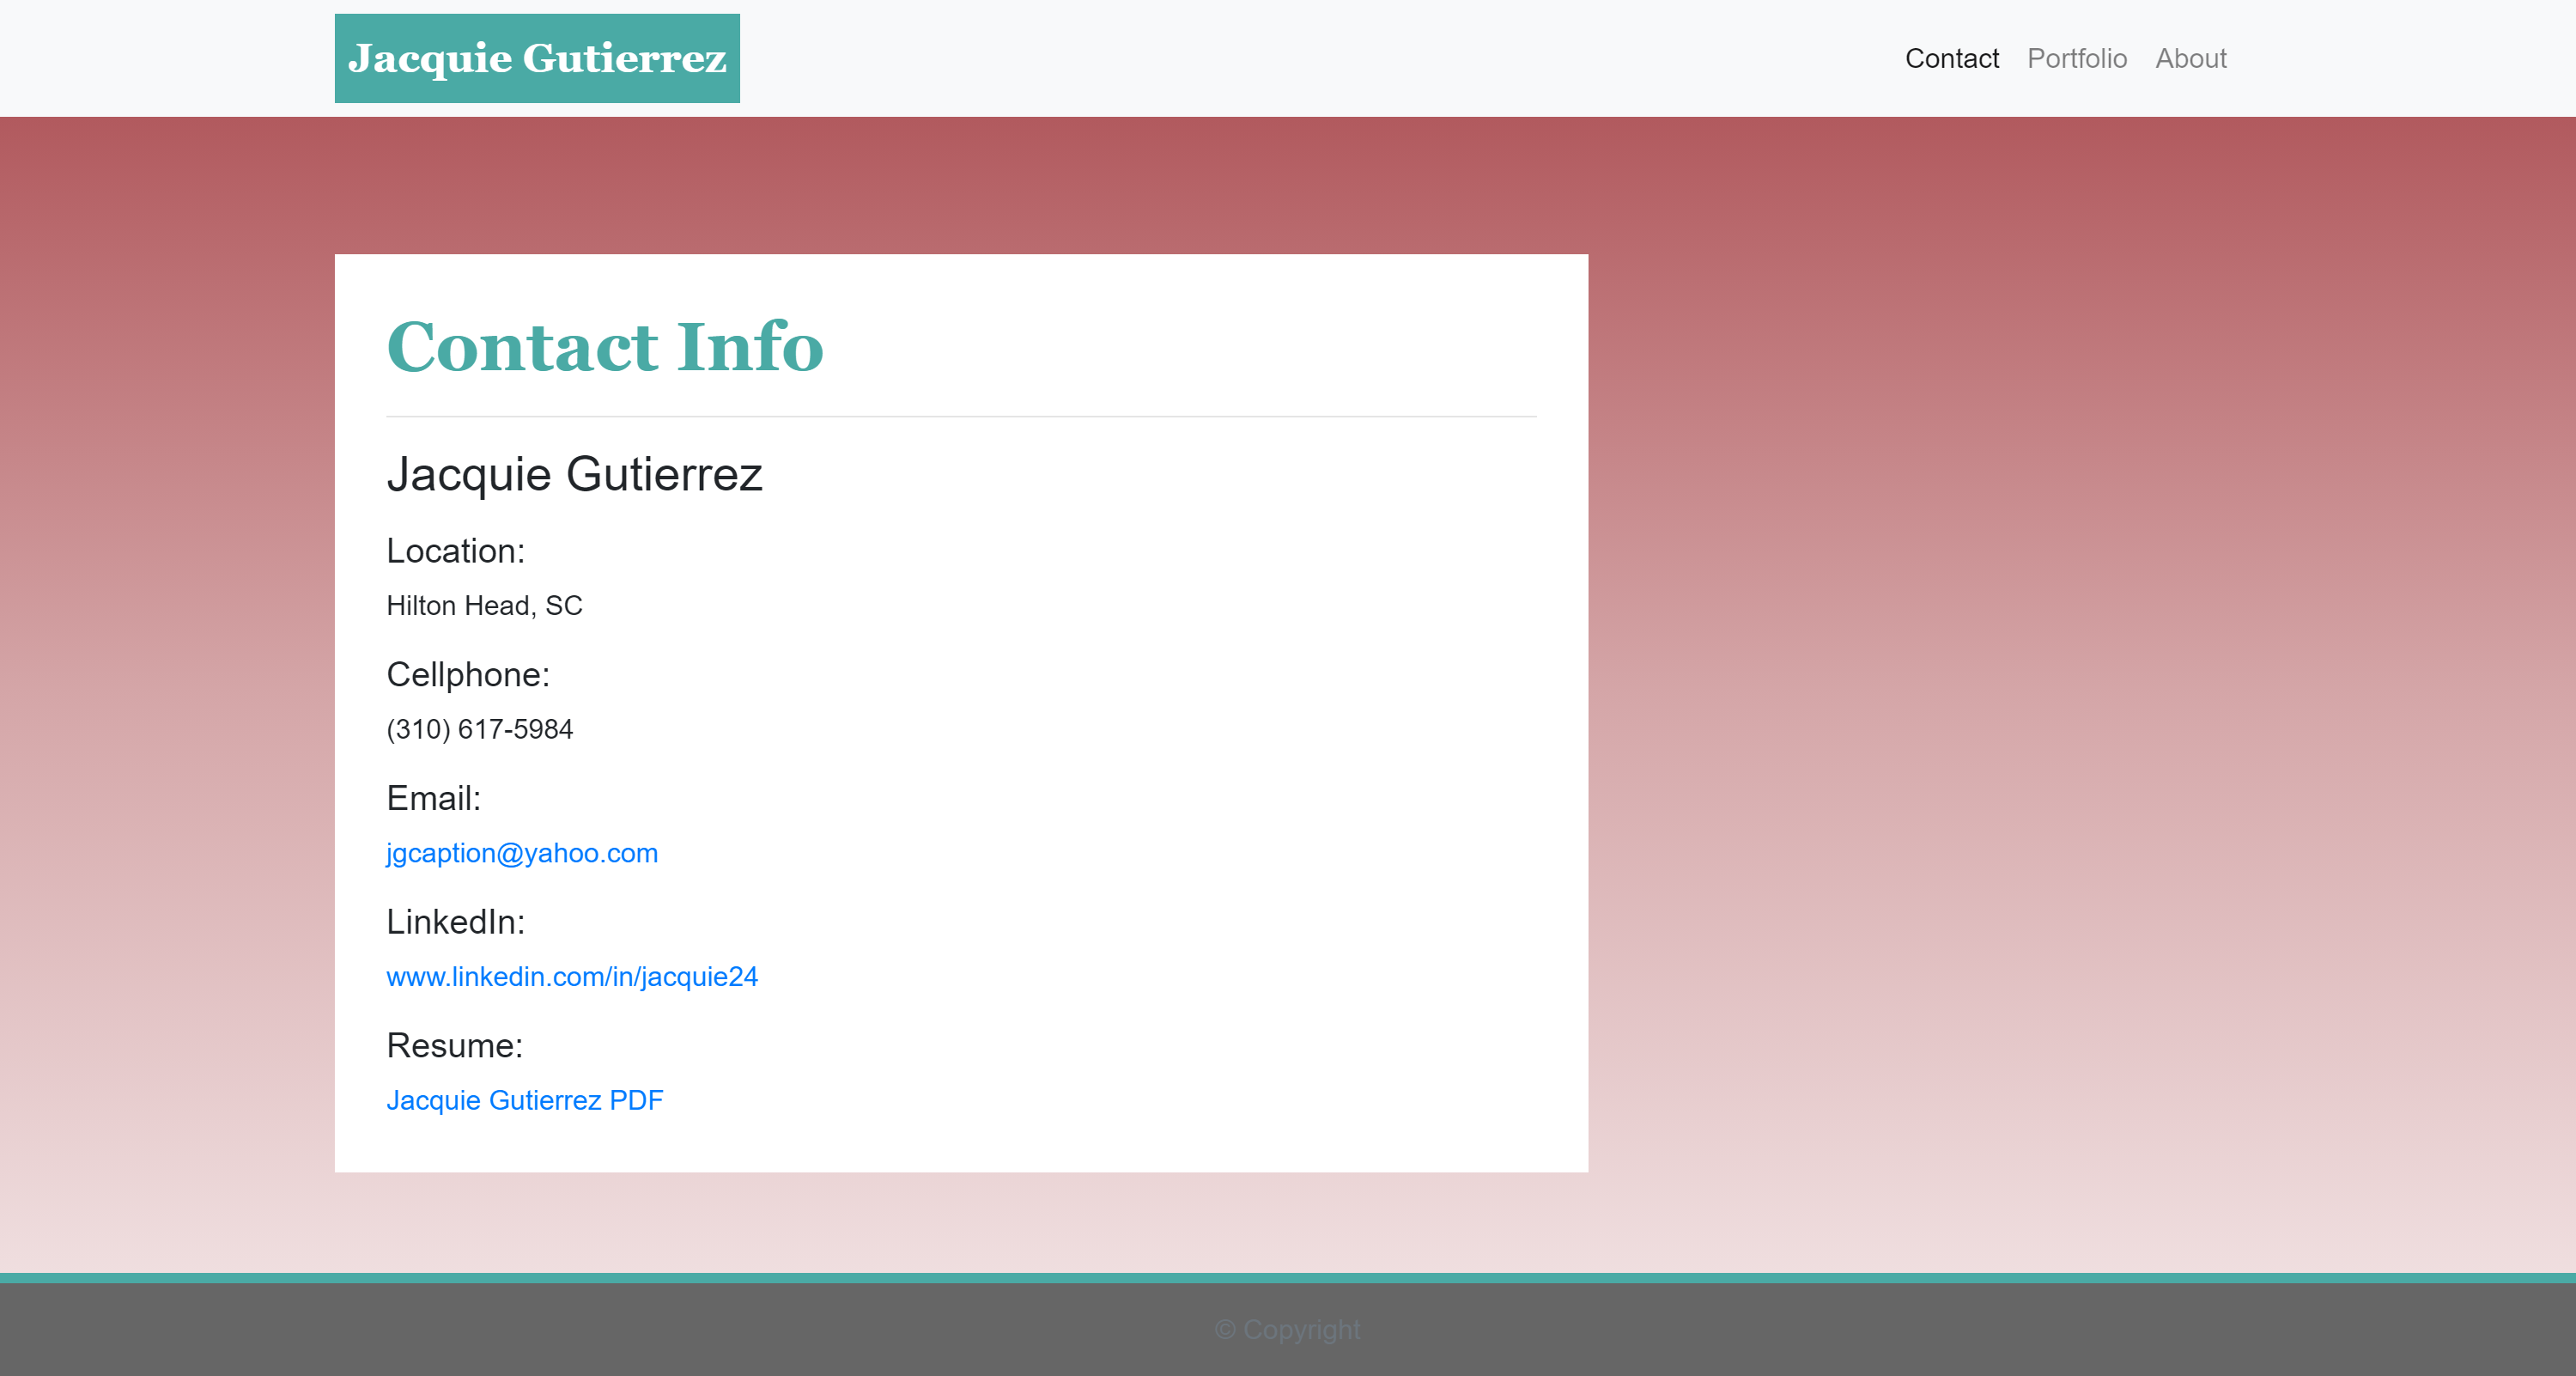 Jacquie Gutierrez
Contact Portfolio About
Contact Info
Jacquie Gutierrez
Location:
Hilton Head, SC
Cellphone:
(310) 617-5984
Email:
jgcaption@yahoo.com
LinkedIn:
www.linkedin.com/in/jacquie24
Resume:
Jacquie Gutierrez PDF
© Copyright